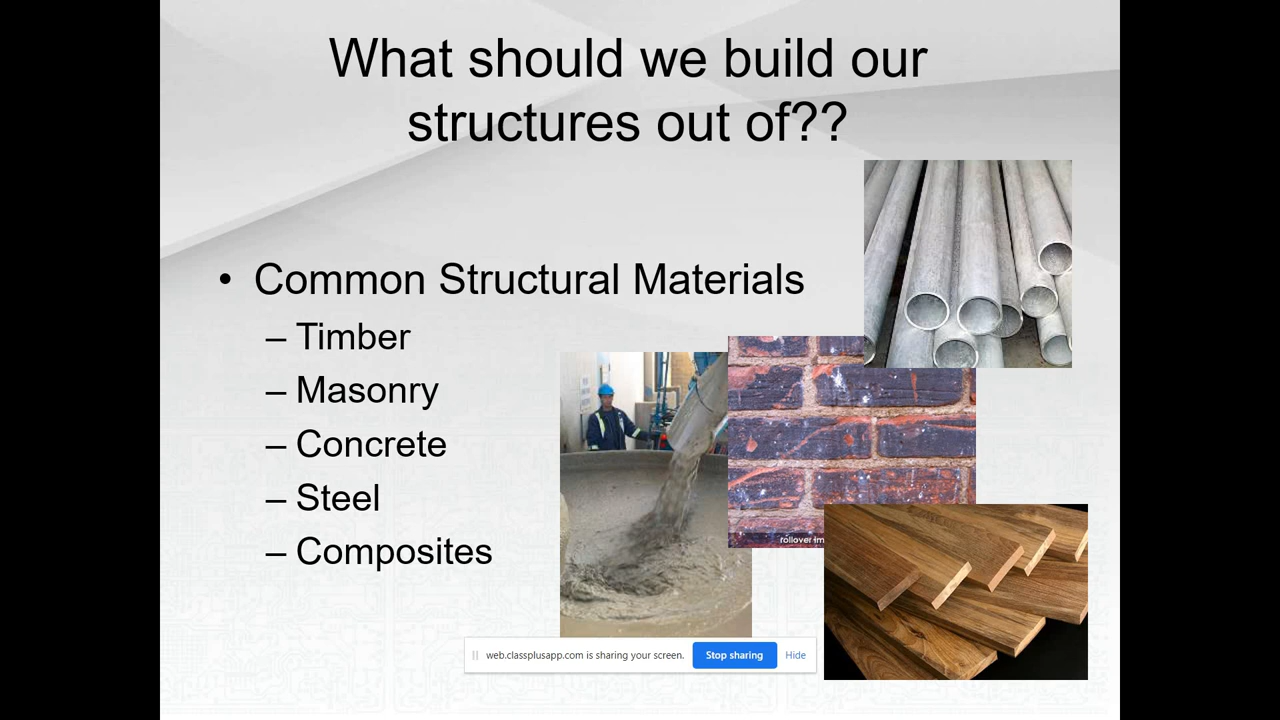 What should we build our
structures out of??
• Common Structural Materials
– Timber
– Masonry
– Concrete
– Steel
– Composites
rollover im
web.classplusapp.com is sharing your screen. Stop sharing Hide